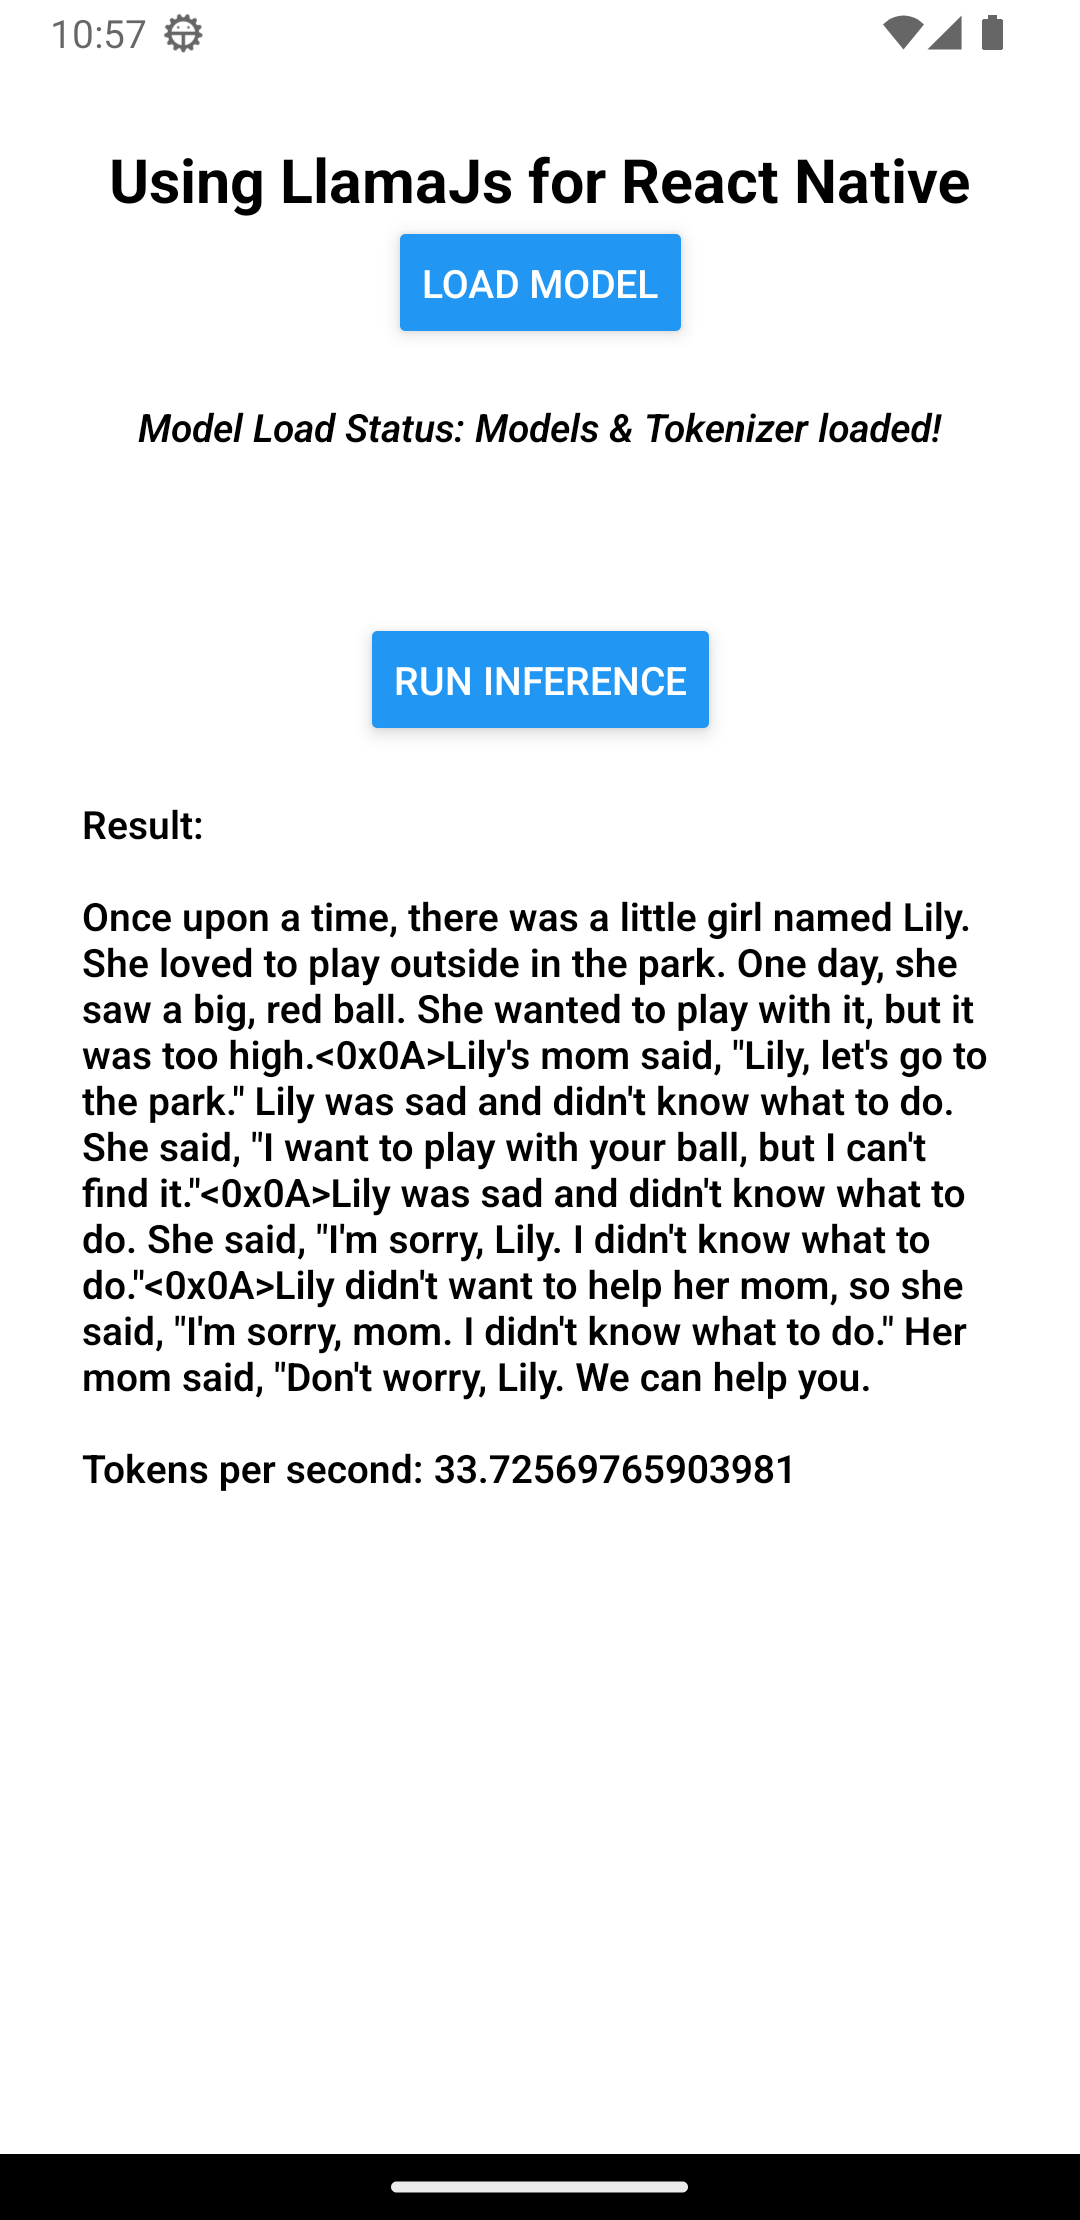 10:57
Using LlamaJs for React Native
LOAD MODEL
Model Load Status: Models & Tokenizer loaded!
RUN INFERENCE
Result:
Once upon a time, there was a little girl named Lily.
She loved to play outside in the park. One day, she
saw a big, red ball. She wanted to play with it, but it
was too high.<0x0A>Lily's mom said, "Lily, let's go to
the park." Lily was sad and didn't know what to do.
She said, "I want to play with your ball, but I can't
find it."<0x0A>Lily was sad and didn't know what to
do. She said, "I'm sorry, Lily. I didn't know what to
do."<0x0A>Lily didn't want to help her mom, so she
said, "I'm sorry, mom. I didn't know what to do." Her
mom said, "Don't worry, Lily. We can help you.
Tokens per second: 33.72569765903981